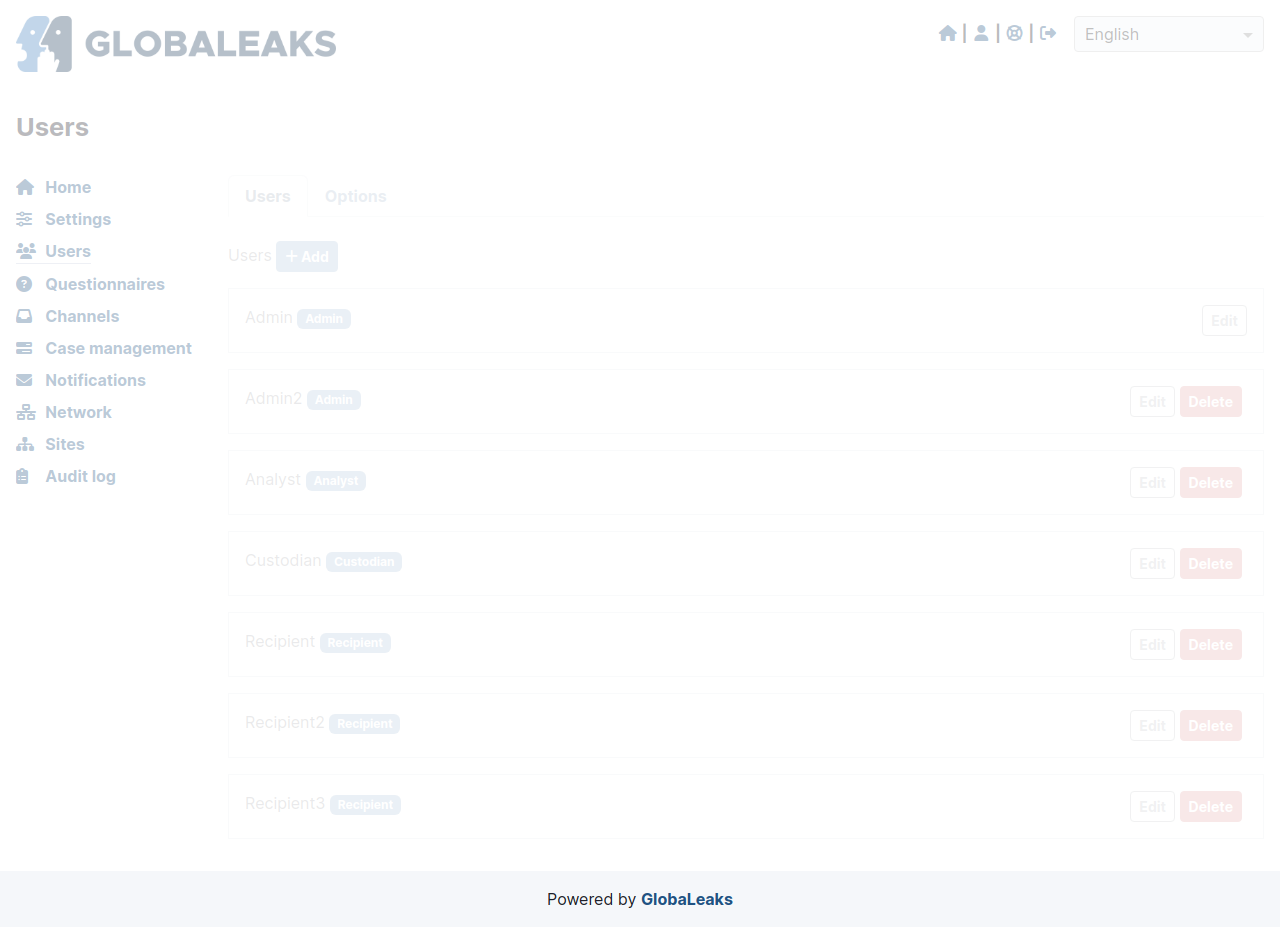 GLOBALEAKS
| | |
English
Users
Home
Settings
Users
Questionnaires
Channels
Case management
Notifications
Network
Sites
Audit log
Users Options
Users + Add
Admin Admin Edit
Admin2 Admin Edit Delete
Analyst Analyst Edit Delete
Custodian Custodian Edit Delete
Recipient Recipient Edit Delete
Recipient2 Recipient Edit Delete
Recipient3 Recipient Edit Delete
Powered by GlobaLeaks